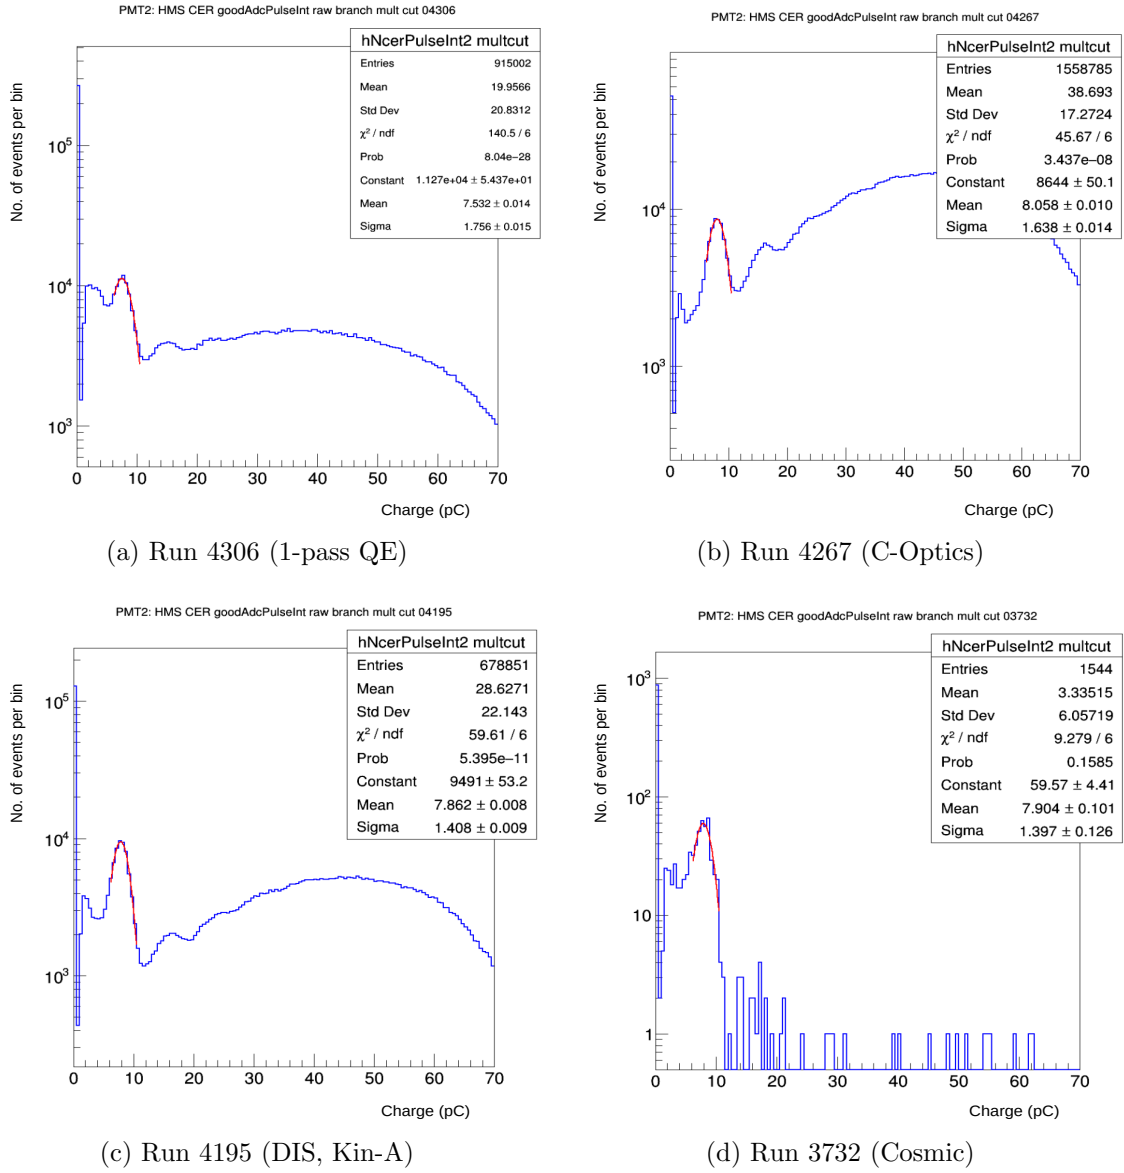 PMT2: HMS CER goodAdcPulseInt raw branch mult cut 04306
hNcerPulseInt2 multcut
Entries 915002
Mean 19.9566
Std Dev 20.8312
χ² / ndf 140.5 / 6
Prob 8.04e−28
Constant 1.127e+04 ± 5.437e+01
Mean 7.532 ± 0.014
Sigma 1.756 ± 0.015
No. of events per bin
10⁵
10⁴
10³
0 10 20 30 40 50 60 70
Charge (pC)
(a) Run 4306 (1-pass QE)
PMT2: HMS CER goodAdcPulseInt raw branch mult cut 04267
hNcerPulseInt2 multcut
Entries 1558785
Mean 38.693
Std Dev 17.2724
χ² / ndf 45.67 / 6
Prob 3.437e−08
Constant 8644 ± 50.1
Mean 8.058 ± 0.010
Sigma 1.638 ± 0.014
No. of events per bin
10⁴
10³
0 10 20 30 40 50 60 70
Charge (pC)
(b) Run 4267 (C-Optics)
PMT2: HMS CER goodAdcPulseInt raw branch mult cut 04195
hNcerPulseInt2 multcut
Entries 678851
Mean 28.6271
Std Dev 22.143
χ² / ndf 59.61 / 6
Prob 5.395e−11
Constant 9491 ± 53.2
Mean 7.862 ± 0.008
Sigma 1.408 ± 0.009
No. of events per bin
10⁵
10⁴
10³
0 10 20 30 40 50 60 70
Charge (pC)
(c) Run 4195 (DIS, Kin-A)
PMT2: HMS CER goodAdcPulseInt raw branch mult cut 03732
hNcerPulseInt2 multcut
Entries 1544
Mean 3.33515
Std Dev 6.05719
χ² / ndf 9.279 / 6
Prob 0.1585
Constant 59.57 ± 4.41
Mean 7.904 ± 0.101
Sigma 1.397 ± 0.126
No. of events per bin
10³
10²
10
1
0 10 20 30 40 50 60 70
Charge (pC)
(d) Run 3732 (Cosmic)